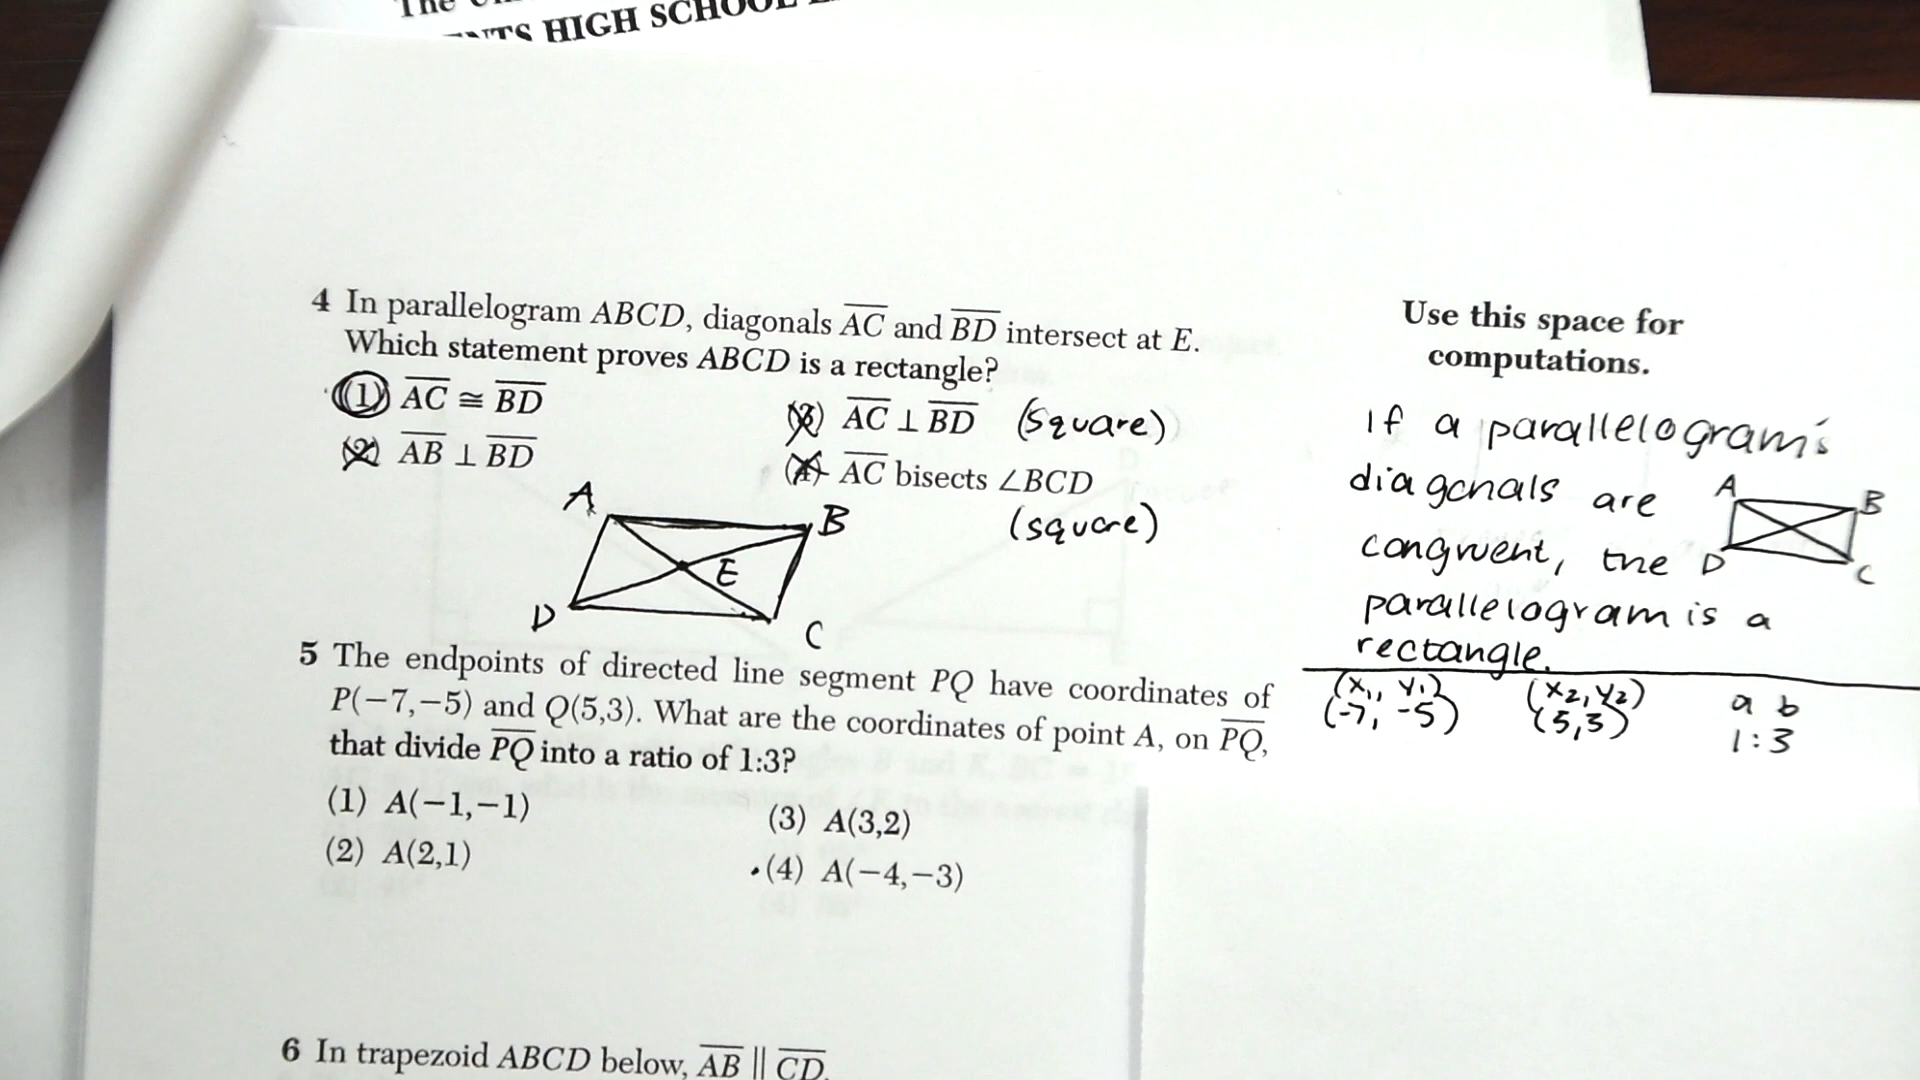 The
HIGH SCHOOL
4 In parallelogram ABCD, diagonals AC and BD intersect at E.
Which statement proves ABCD is a rectangle?
(1) AC ≅ BD
(3) AC ⊥ BD (Square)
(2) AB ⊥ BD
(4) AC bisects ∠BCD
(square)
A
B
E
D
C
Use this space for
computations.
If a parallelogram's
diagonals are
congruent, the
parallelogram is a
rectangle.
A
B
D
C
5 The endpoints of directed line segment PQ have coordinates of
P(−7,−5) and Q(5,3). What are the coordinates of point A, on PQ,
that divide PQ into a ratio of 1:3?
(1) A(−1,−1)
(3) A(3,2)
(2) A(2,1)
(4) A(−4,−3)
(x₁, y₁) (x₂, y₂) a b
(-7, -5) (5,3) 1:3
6 In trapezoid ABCD below, AB || CD.